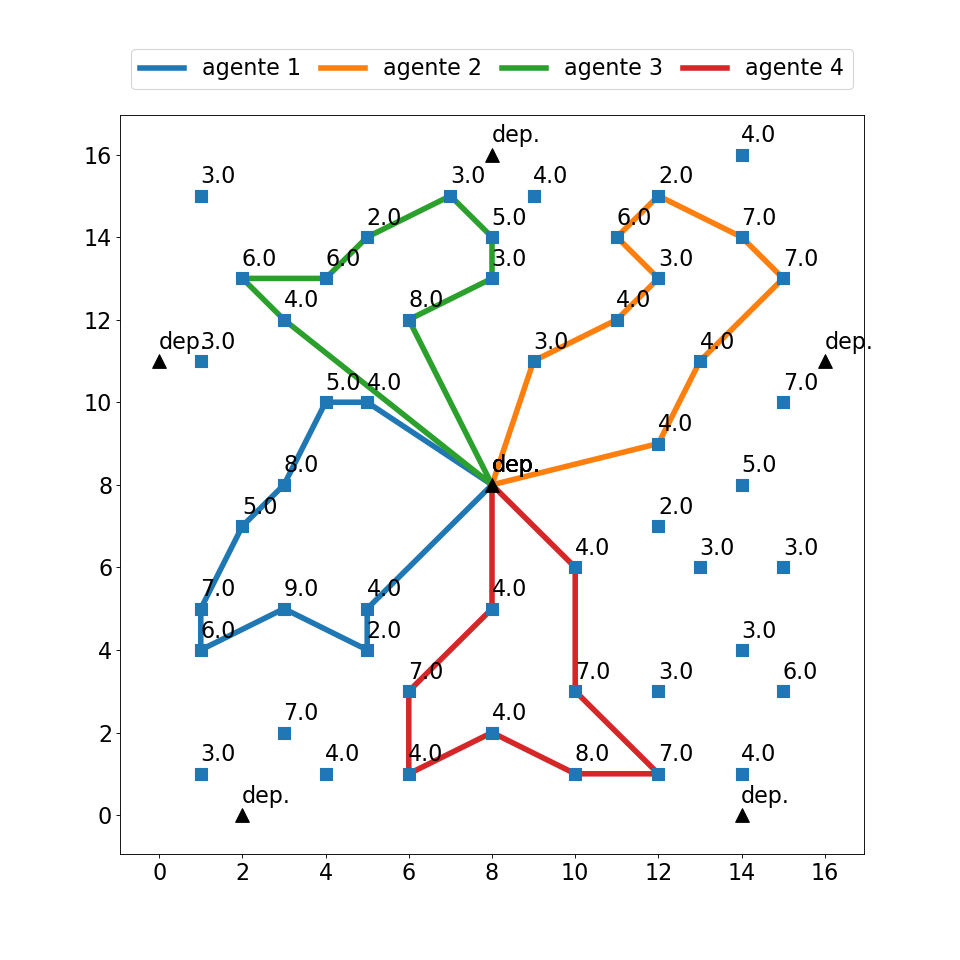 agente 1 agente 2 agente 3 agente 4
dep. 4.0
16
3.0 3.0 4.0 2.0
2.0 5.0 6.0 7.0
14
6.0 6.0 3.0 3.0 7.0
4.0 8.0 4.0
12
dep. 3.0 3.0 4.0 dep.
5.0 4.0 7.0
10
4.0
8.0 dep. dep. 5.0
8
5.0 2.0
4.0 3.0 3.0
6
7.0 9.0 4.0 4.0
6.0 2.0 3.0
4
7.0 7.0 3.0 6.0
7.0 4.0
2
3.0 4.0 4.0 8.0 7.0 4.0
dep. dep.
0
0 2 4 6 8 10 12 14 16